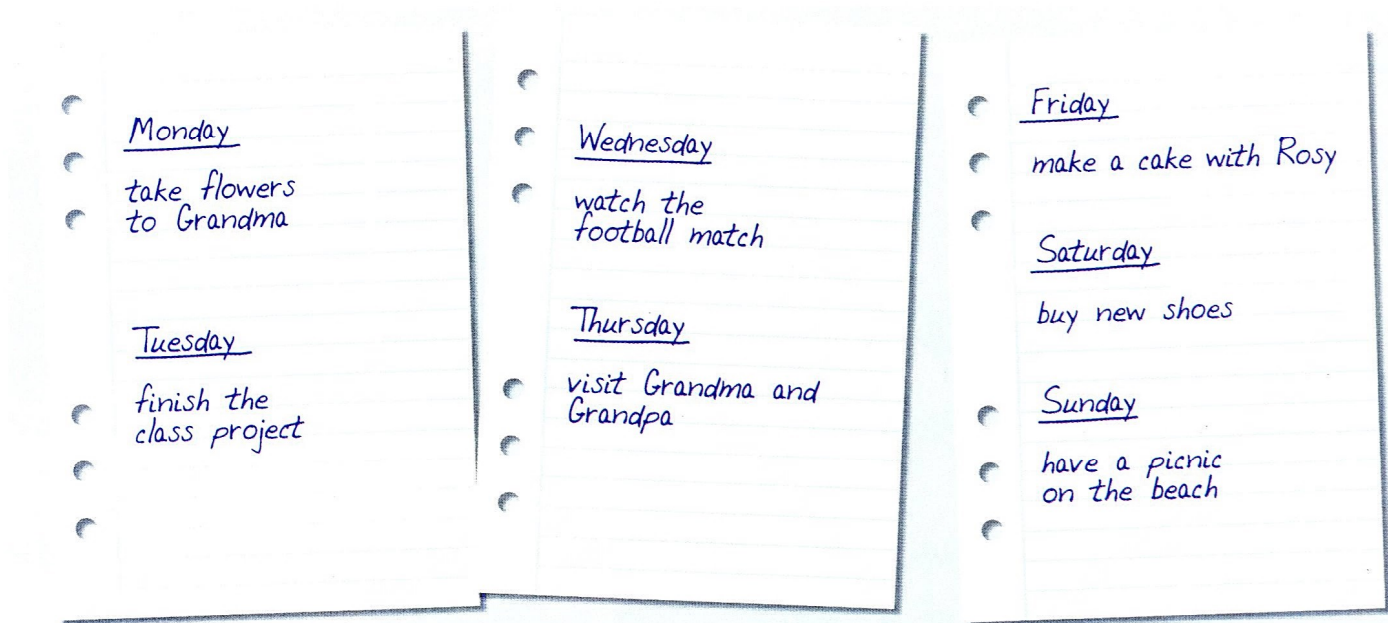 Monday
take flowers
to Grandma
Tuesday
finish the
class project
Wednesday
watch the
football match
Thursday
visit Grandma and
Grandpa
Friday
make a cake with Rosy
Saturday
buy new shoes
Sunday
have a picnic
on the beach